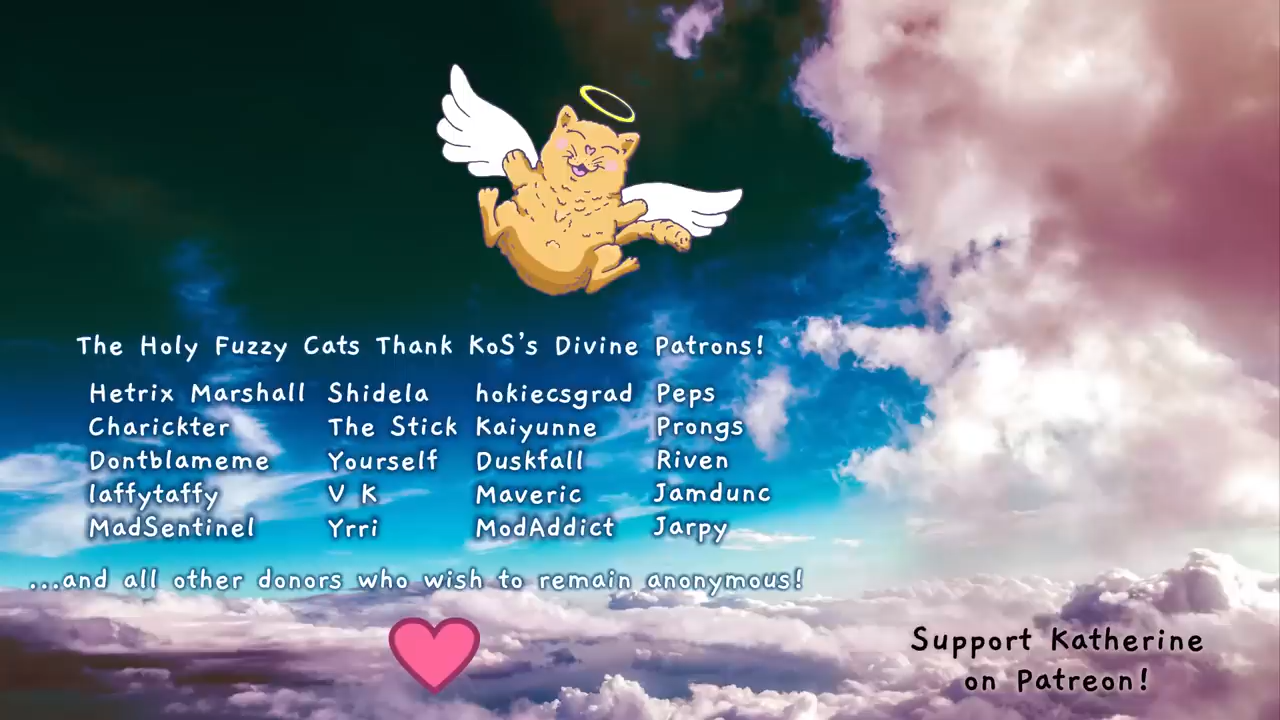 The Holy Fuzzy Cats Thank KoS's Divine Patrons!
Hetrix Marshall Shidela hokiecsgrad Peps
Charickter The Stick Kaiyunne Prongs
Dontblameme Yourself Duskfall Riven
laffytaffy V K Maveric Jamdunc
MadSentinel Yrri ModAddict Jarpy
...and all other donors who wish to remain anonymous!
Support Katherine
on Patreon!